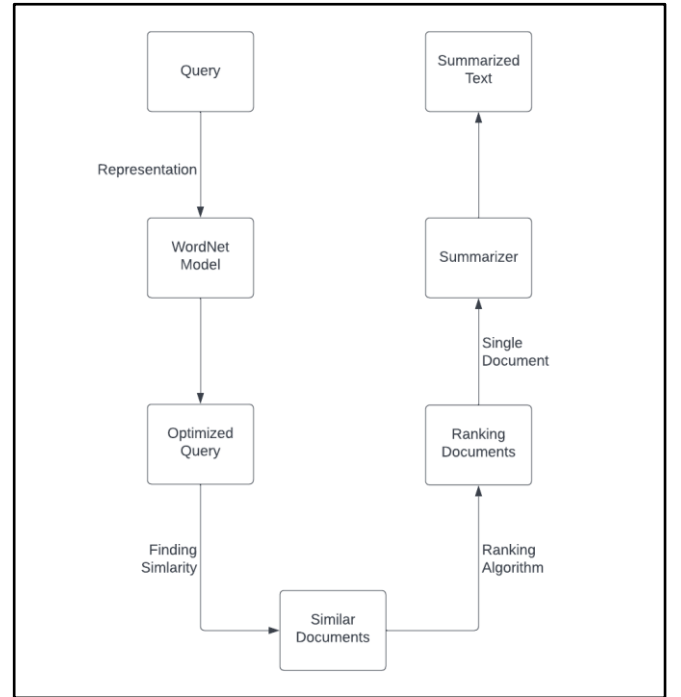 Query
Representation
WordNet
Model
Optimized
Query
Finding
Simlarity
Similar
Documents
Ranking
Algorithm
Ranking
Documents
Single
Document
Summarizer
Summarized
Text